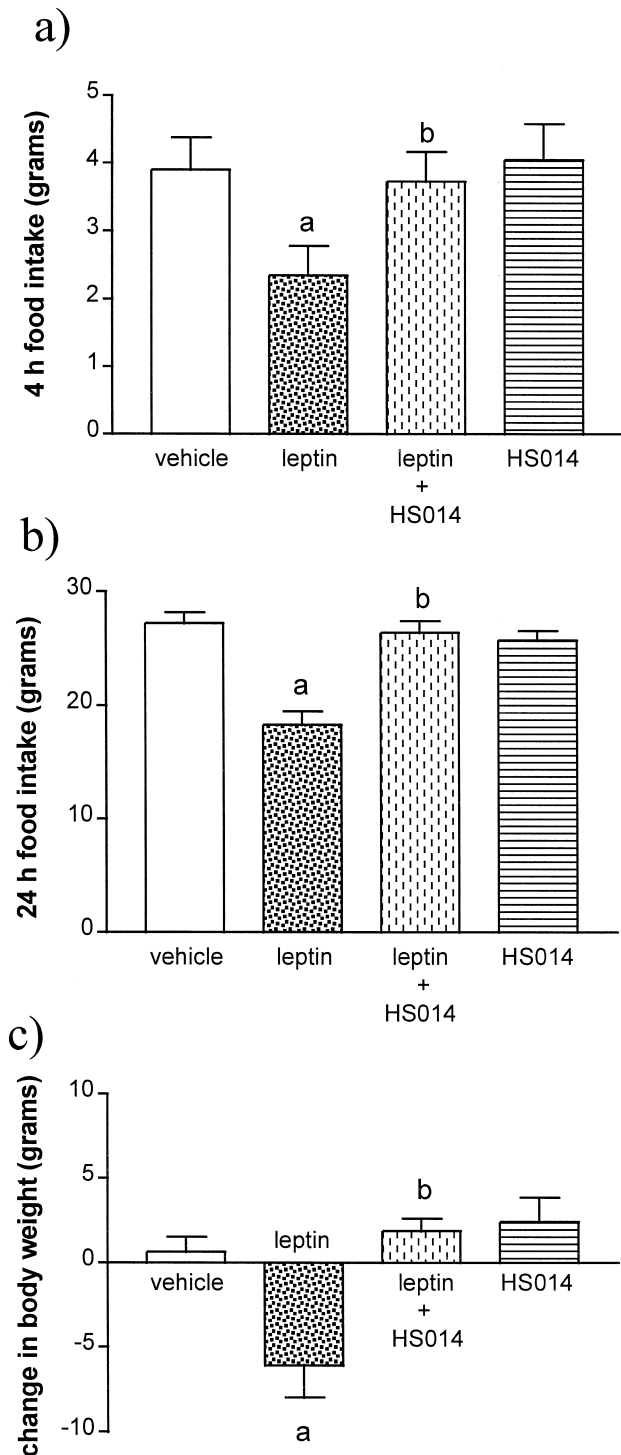 a)
4 h food intake (grams)
5
4
3
2
1
0
a
b
vehicle
leptin
leptin
+
HS014
HS014
b)
24 h food intake (grams)
30
20
10
0
a
b
vehicle
leptin
leptin
+
HS014
HS014
c)
change in body weight (grams)
10
5
0
-5
-10
leptin
b
vehicle
leptin
+
HS014
HS014
a